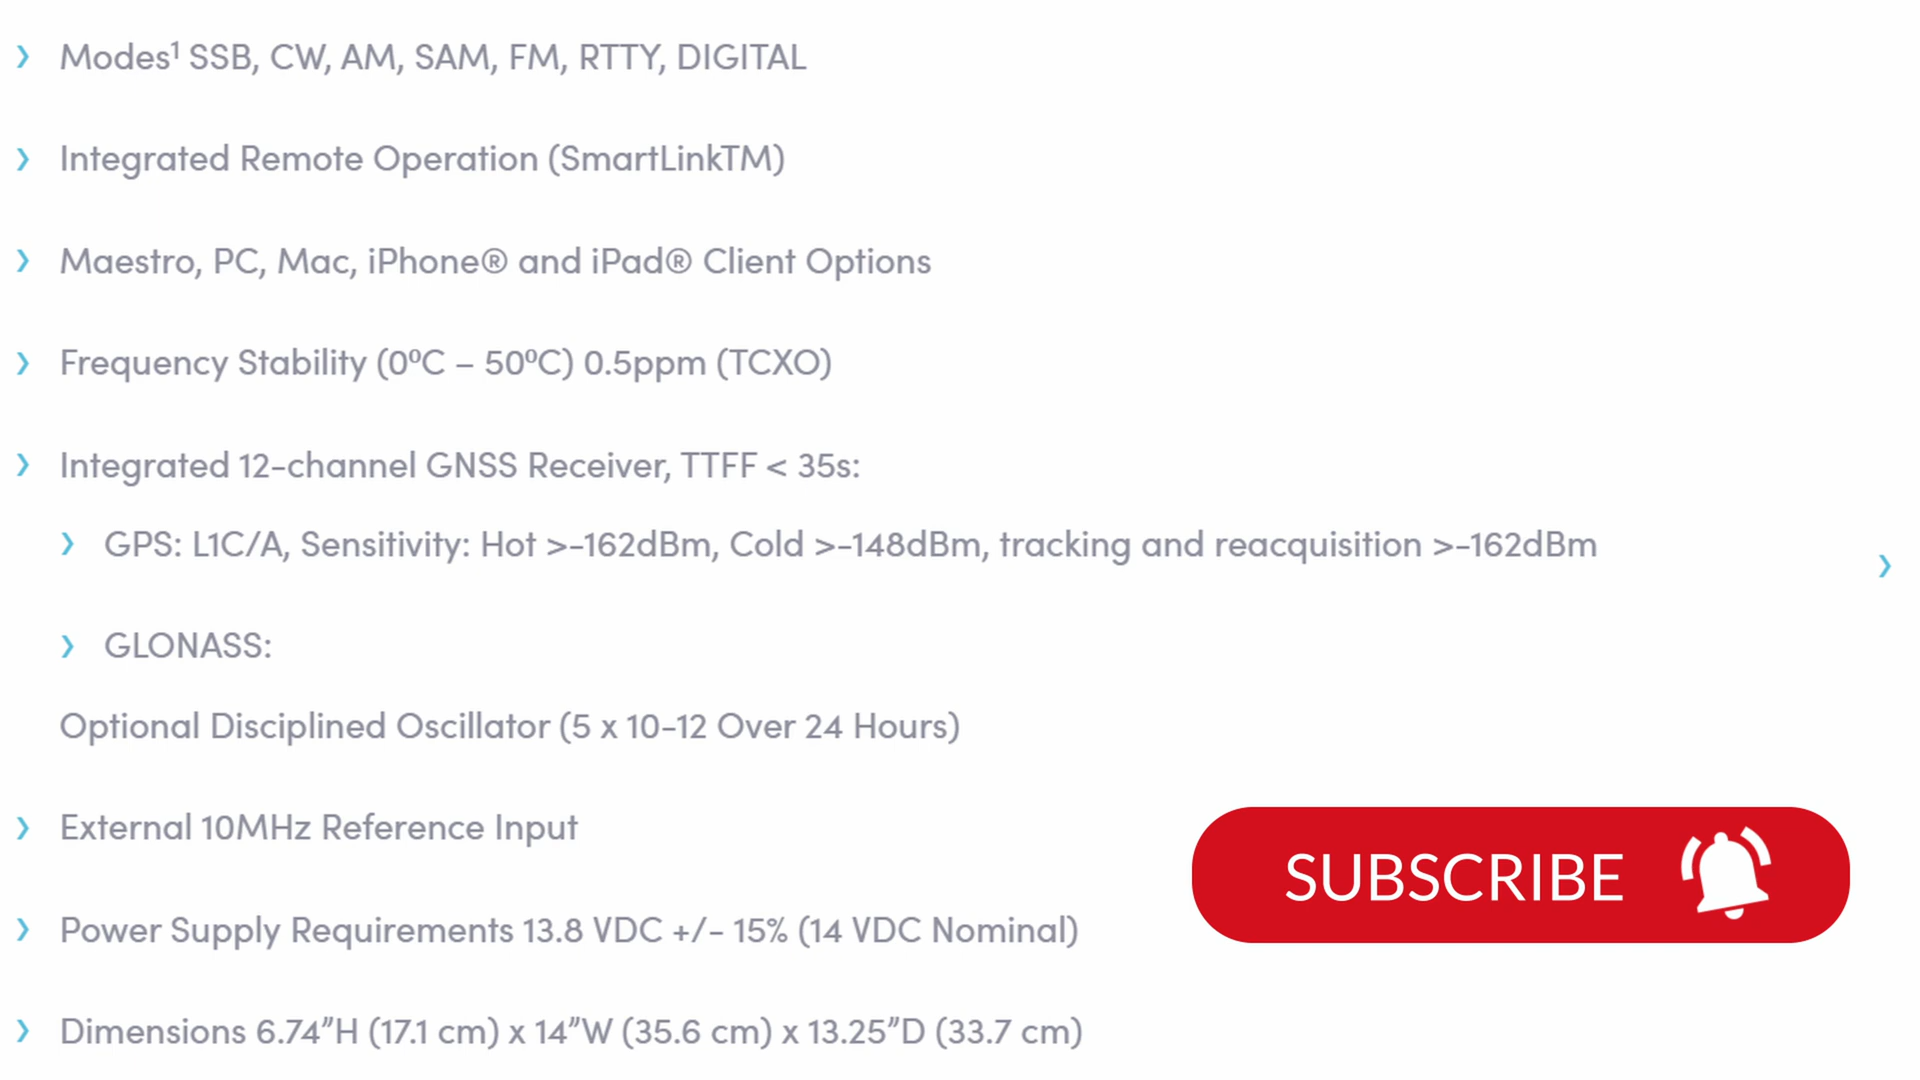 Modes¹ SSB, CW, AM, SAM, FM, RTTY, DIGITAL
Integrated Remote Operation (SmartLinkTM)
Maestro, PC, Mac, iPhone® and iPad® Client Options
Frequency Stability (0ºC – 50ºC) 0.5ppm (TCXO)
Integrated 12-channel GNSS Receiver, TTFF < 35s:
GPS: L1C/A, Sensitivity: Hot >-162dBm, Cold >-148dBm, tracking and reacquisition >-162dBm
GLONASS:
Optional Disciplined Oscillator (5 x 10-12 Over 24 Hours)
External 10MHz Reference Input
SUBSCRIBE
Power Supply Requirements 13.8 VDC +/- 15% (14 VDC Nominal)
Dimensions 6.74”H (17.1 cm) x 14”W (35.6 cm) x 13.25”D (33.7 cm)